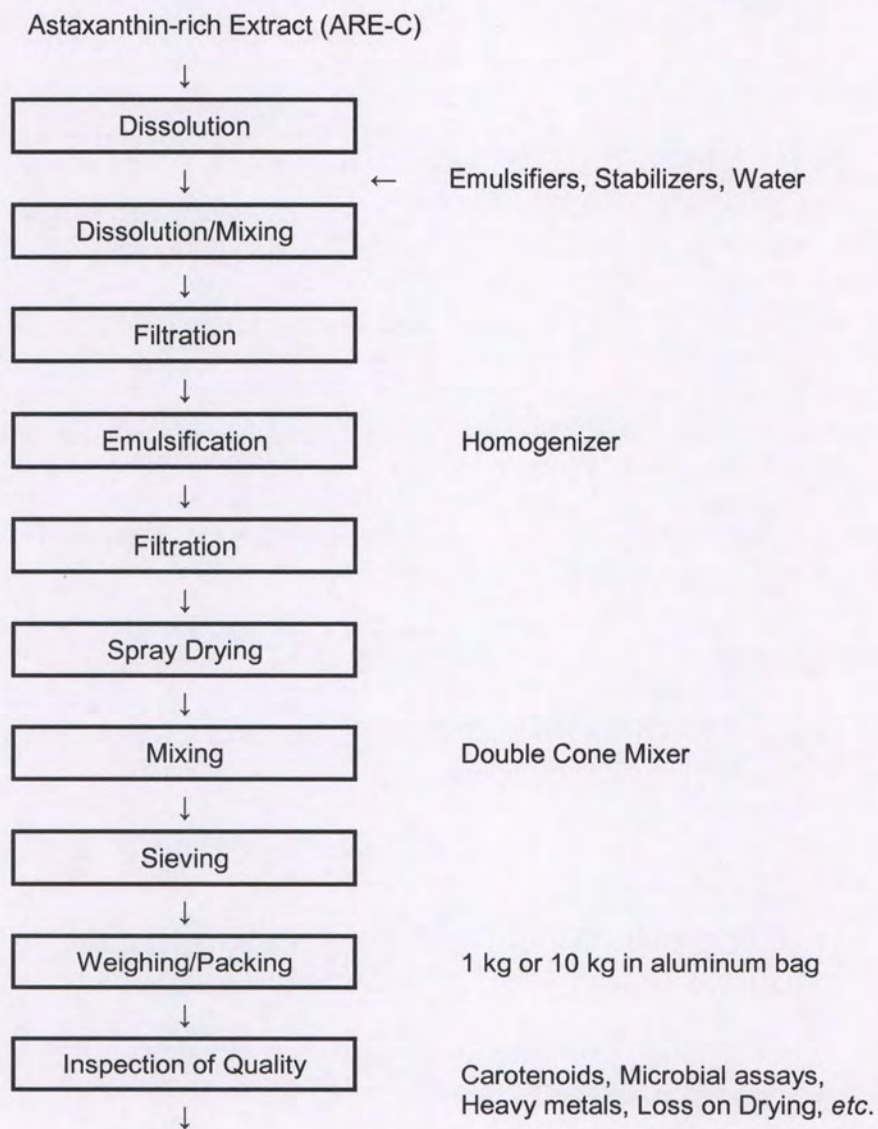 Astaxanthin-rich Extract (ARE-C)
↓
Dissolution
↓
← Emulsifiers, Stabilizers, Water
Dissolution/Mixing
↓
Filtration
↓
Emulsification Homogenizer
↓
Filtration
↓
Spray Drying
↓
Mixing Double Cone Mixer
↓
Sieving
↓
Weighing/Packing 1 kg or 10 kg in aluminum bag
↓
Inspection of Quality
Carotenoids, Microbial assays,
Heavy metals, Loss on Drying, etc.
↓